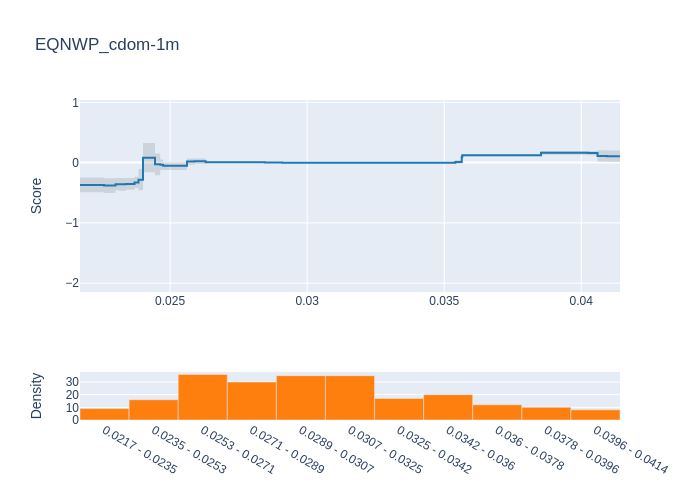 EQNWP_cdom-1m
1
0
−1
−2
Score
0.025
0.03
0.035
0.04
30
20
10
0
Density
0.0217 - 0.0235
0.0235 - 0.0253
0.0253 - 0.0271
0.0271 - 0.0289
0.0289 - 0.0307
0.0307 - 0.0325
0.0325 - 0.0342
0.0342 - 0.036
0.036 - 0.0378
0.0378 - 0.0396
0.0396 - 0.0414